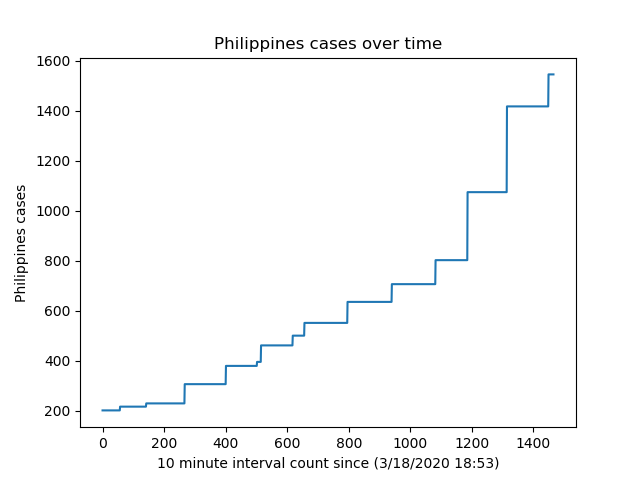 Philippines cases over time
1600
1400
1200
1000
800
600
400
200
Philippines cases
0 200 400 600 800 1000 1200 1400
10 minute interval count since (3/18/2020 18:53)